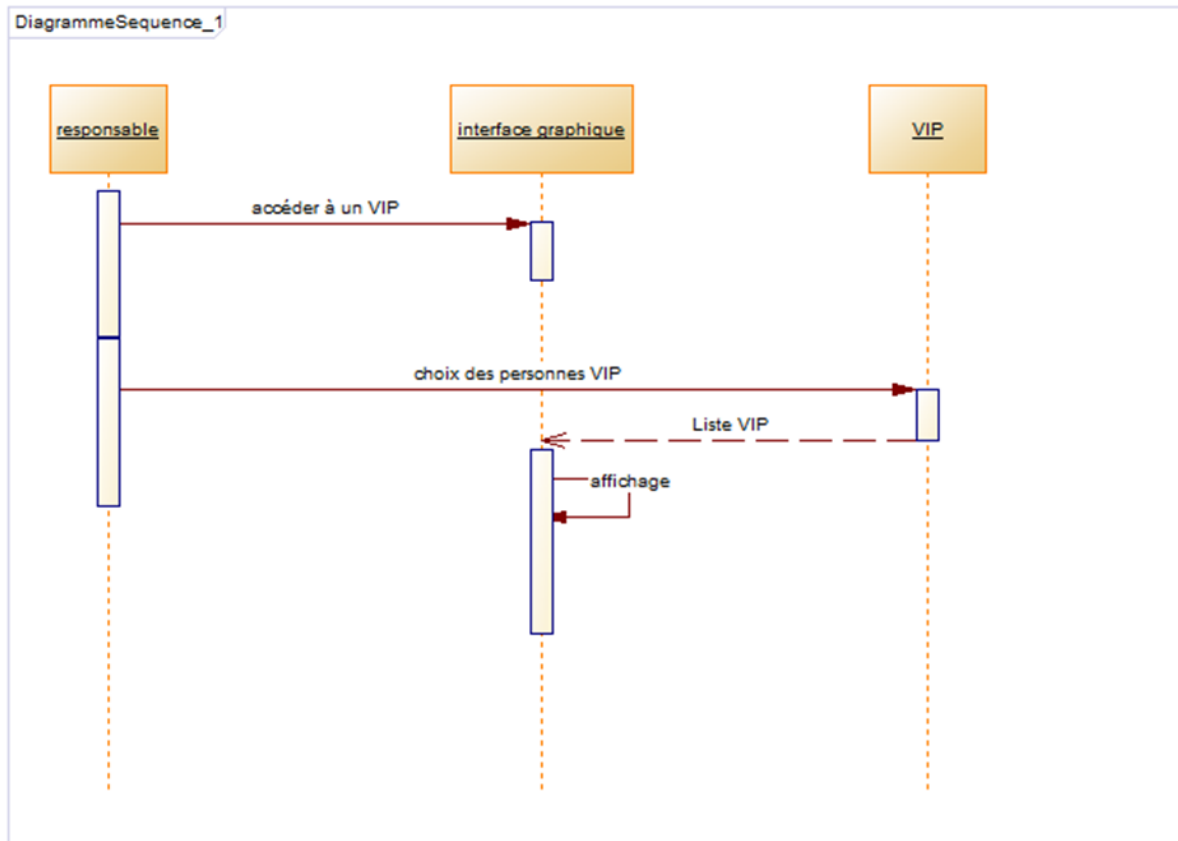 DiagrammeSequence_1
responsable
interface graphique
VIP
accéder à un VIP
choix des personnes VIP
Liste VIP
affichage